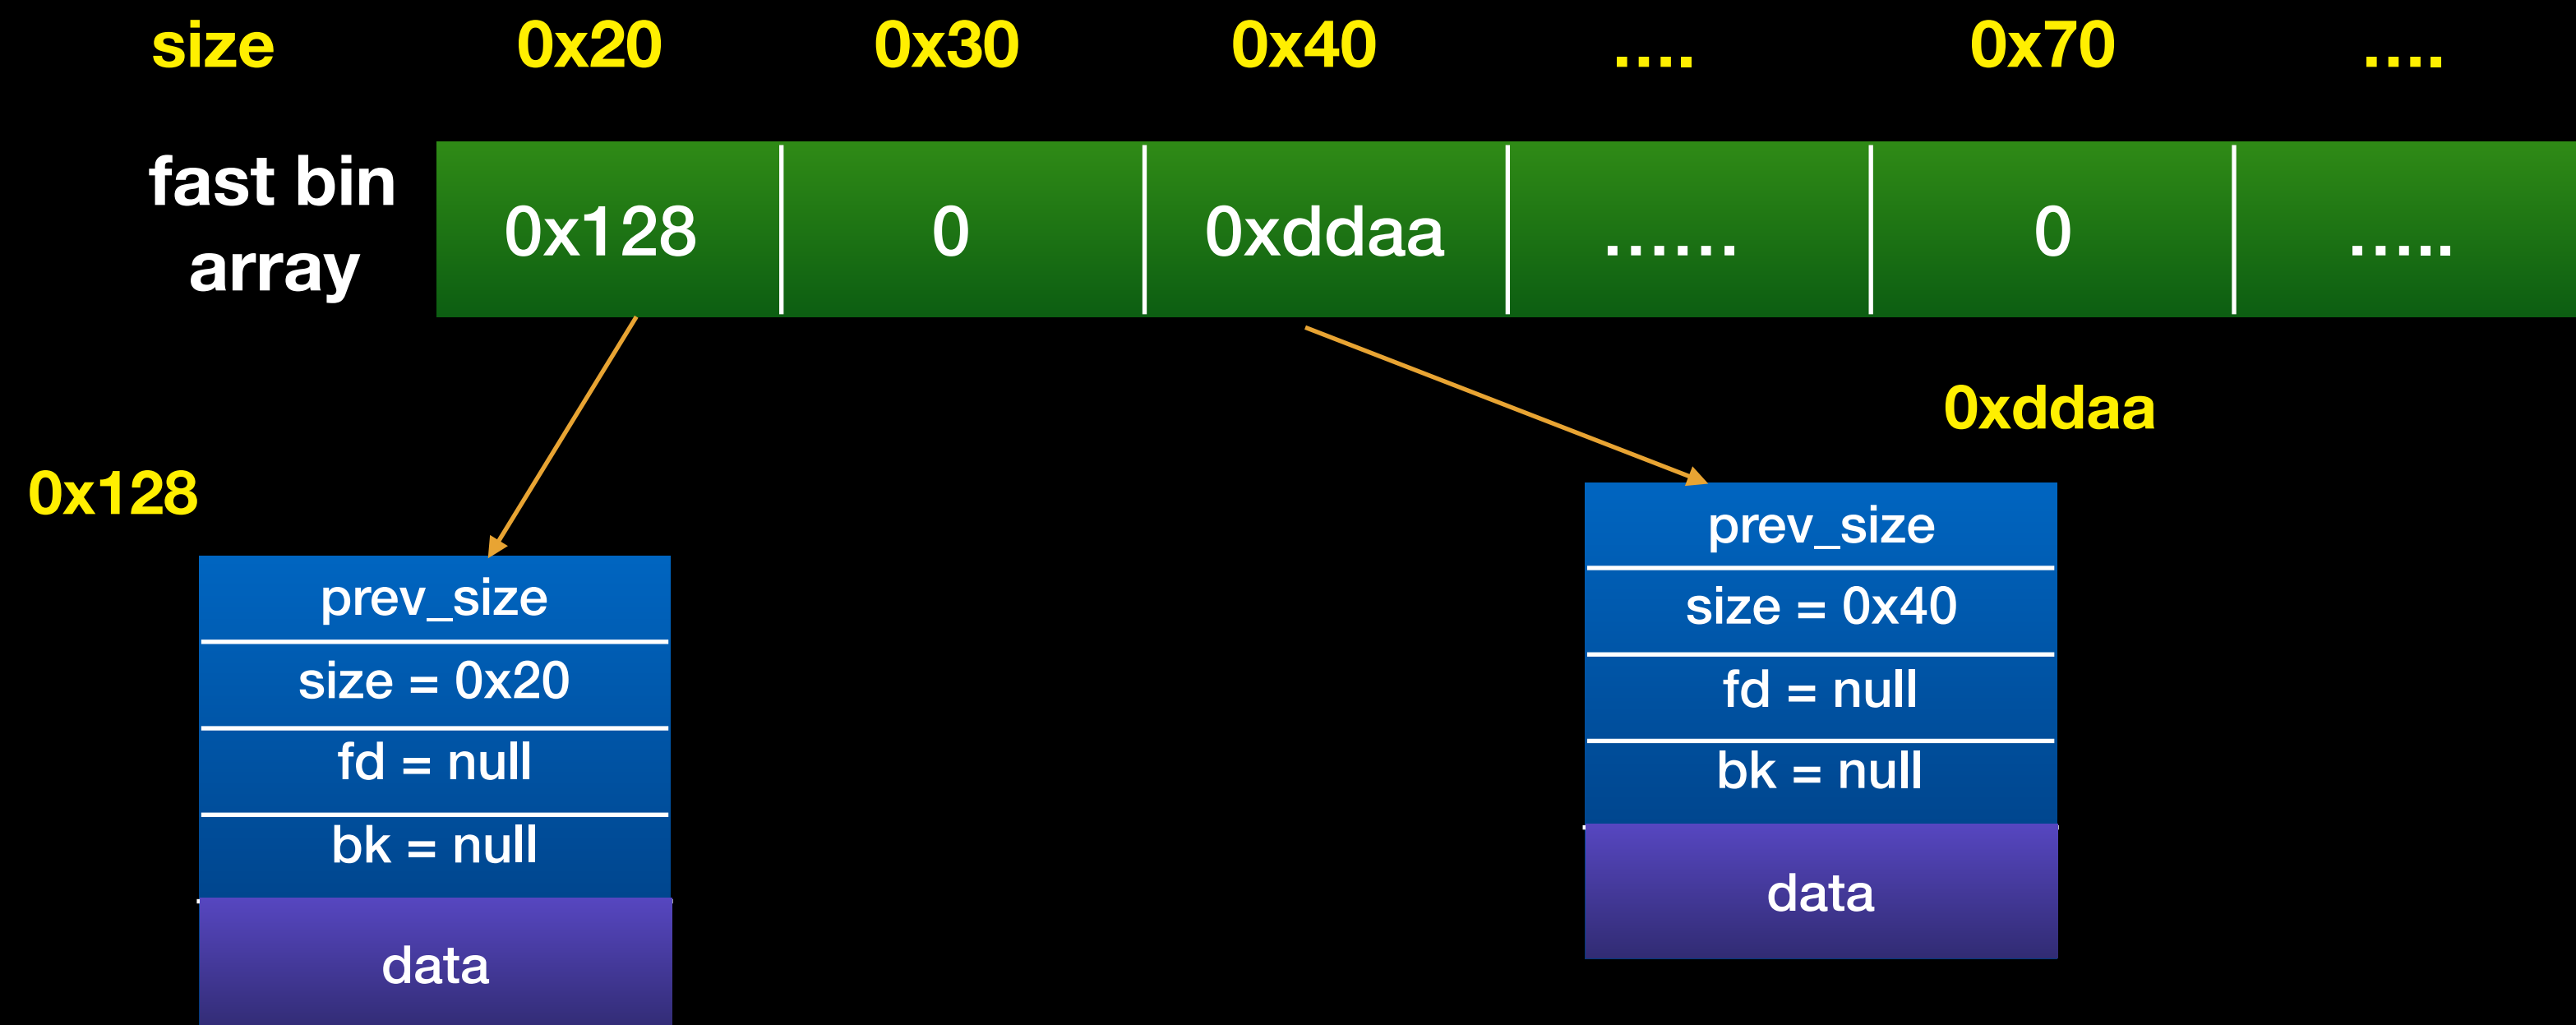 size 0x20 0x30 0x40 .... 0x70 ....
fast bin
array
0x128 0 0xddaa ...... 0 .....
0xddaa
0x128
prev_size
size = 0x20
fd = null
bk = null
data
prev_size
size = 0x40
fd = null
bk = null
data